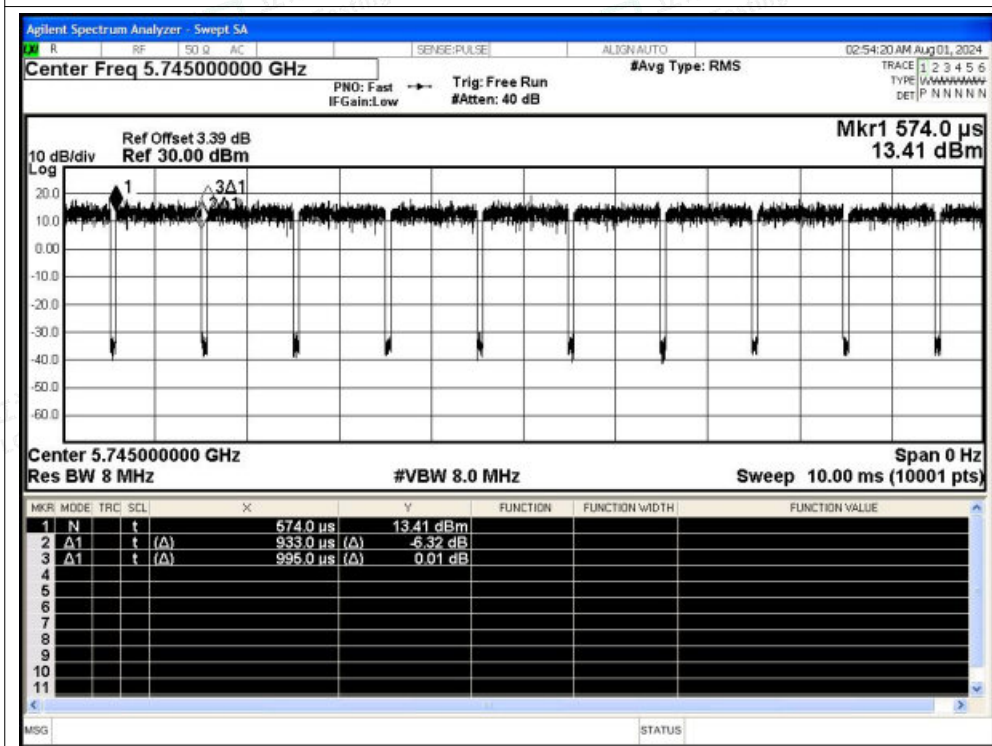 Agilent Spectrum Analyzer - Swept SA
LXI R RF 50 Ω AC SENSE:PULSE ALIGN AUTO 02:54:20 AM Aug 01, 2024
Center Freq 5.745000000 GHz #Avg Type: RMS TRACE 1 2 3 4 5 6
PNO: Fast Trig: Free Run TYPE WWWWWW
IFGain:Low #Atten: 40 dB DET P N N N N N
Mkr1 574.0 µs
Ref Offset 3.39 dB
10 dB/div Ref 30.00 dBm 13.41 dBm
Log
20.0
1 3Δ1
2Δ1
10.0
0.00
-10.0
-20.0
-30.0
-40.0
-50.0
-60.0
Center 5.745000000 GHz Span 0 Hz
Res BW 8 MHz #VBW 8.0 MHz Sweep 10.00 ms (10001 pts)
MKR MODE TRC SCL X Y FUNCTION FUNCTION WIDTH FUNCTION VALUE
1 N t 574.0 µs 13.41 dBm
2 Δ1 t (Δ) 933.0 µs (Δ) -6.32 dB
3 Δ1 t (Δ) 995.0 µs (Δ) 0.01 dB
4
5
6
7
8
9
10
11
MSG STATUS